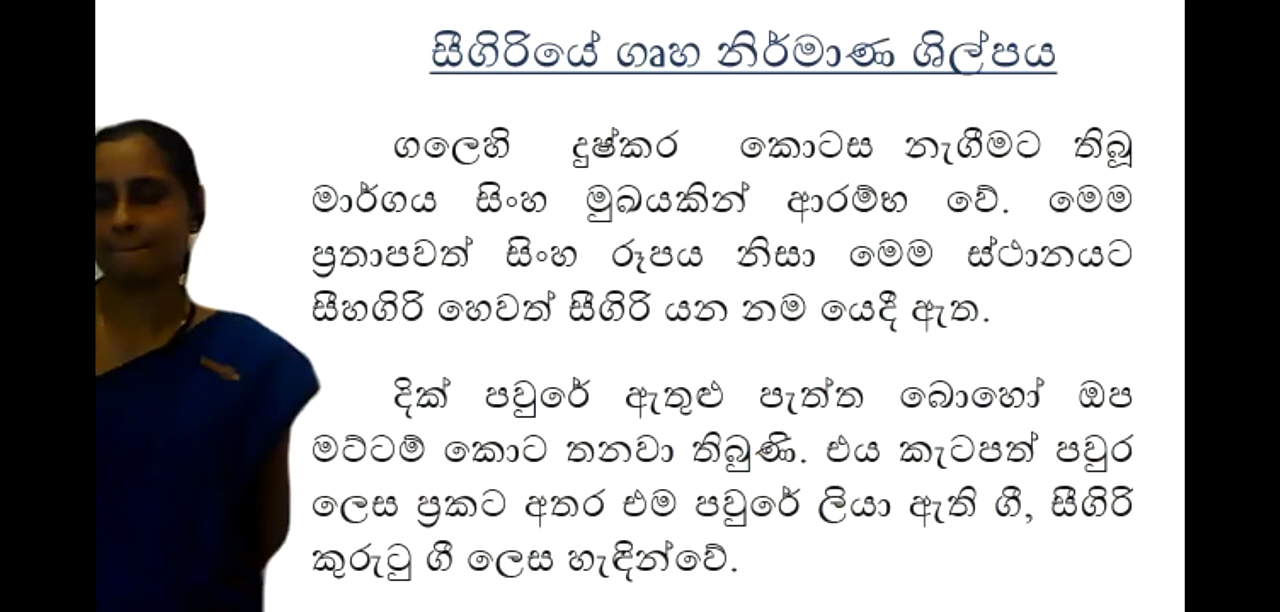 සීගිරියේ ගෘහ නිර්මාණ ශිල්පය
ගලෙහි දුෂ්කර කොටස නැගීමට තිබූ
මාර්ගය සිංහ මුඛයකින් ආරම්භ වේ. මෙම
ප්‍රතාපවත් සිංහ රූපය නිසා මෙම ස්ථානයට
සීහගිරි හෙවත් සීගිරි යන නම යෙදී ඇත.
දික් පවුරේ ඇතුළු පැත්ත බොහෝ ඔප
මට්ටම් කොට තනවා තිබුණි. එය කැටපත් පවුර
ලෙස ප්‍රකට අතර එම පවුරේ ලියා ඇති ගී, සීගිරි
කුරුටු ගී ලෙස හැඳින්වේ.